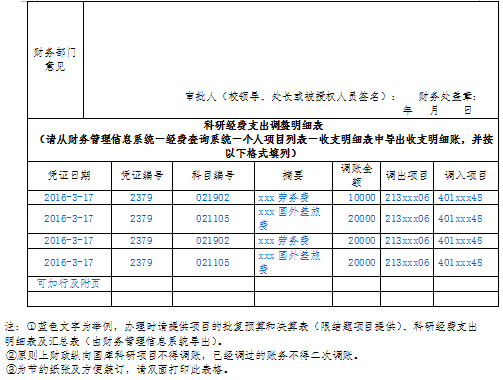 财务部门
意见
审批人（校领导、处长或被授权人员签名）： 财务处盖章：
年 月 日
科研经费支出调整明细表
（请从财务管理信息系统—经费查询系统—个人项目列表—收支明细表中导出收支明细账，并按
以下格式填列）
凭证日期 凭证编号 科目编号 摘要 调账金额 调出项目 调入项目
2016-3-17 2379 021902 xxx 劳务费 10000 213xxx06 401xxx48
2016-3-17 2379 021105 xxx 国外差旅费 20000 213xxx06 401xxx48
2016-3-17 2379 021902 xxx 劳务费 20000 213xxx06 401xxx48
2016-3-17 2379 021105 xxx 国外差旅费 20000 213xxx06 401xxx48
可加行及附页
注：①蓝色文字为举例，办理时请提供项目的批复预算和决算表（限结题项目提供）、科研经费支出
明细表及汇总表（由财务管理信息系统导出）。
②原则上财政纵向国库科研项目不得调账，已经调过的账务不得二次调账。
③为节约纸张及方便装订，请双面打印此表格。